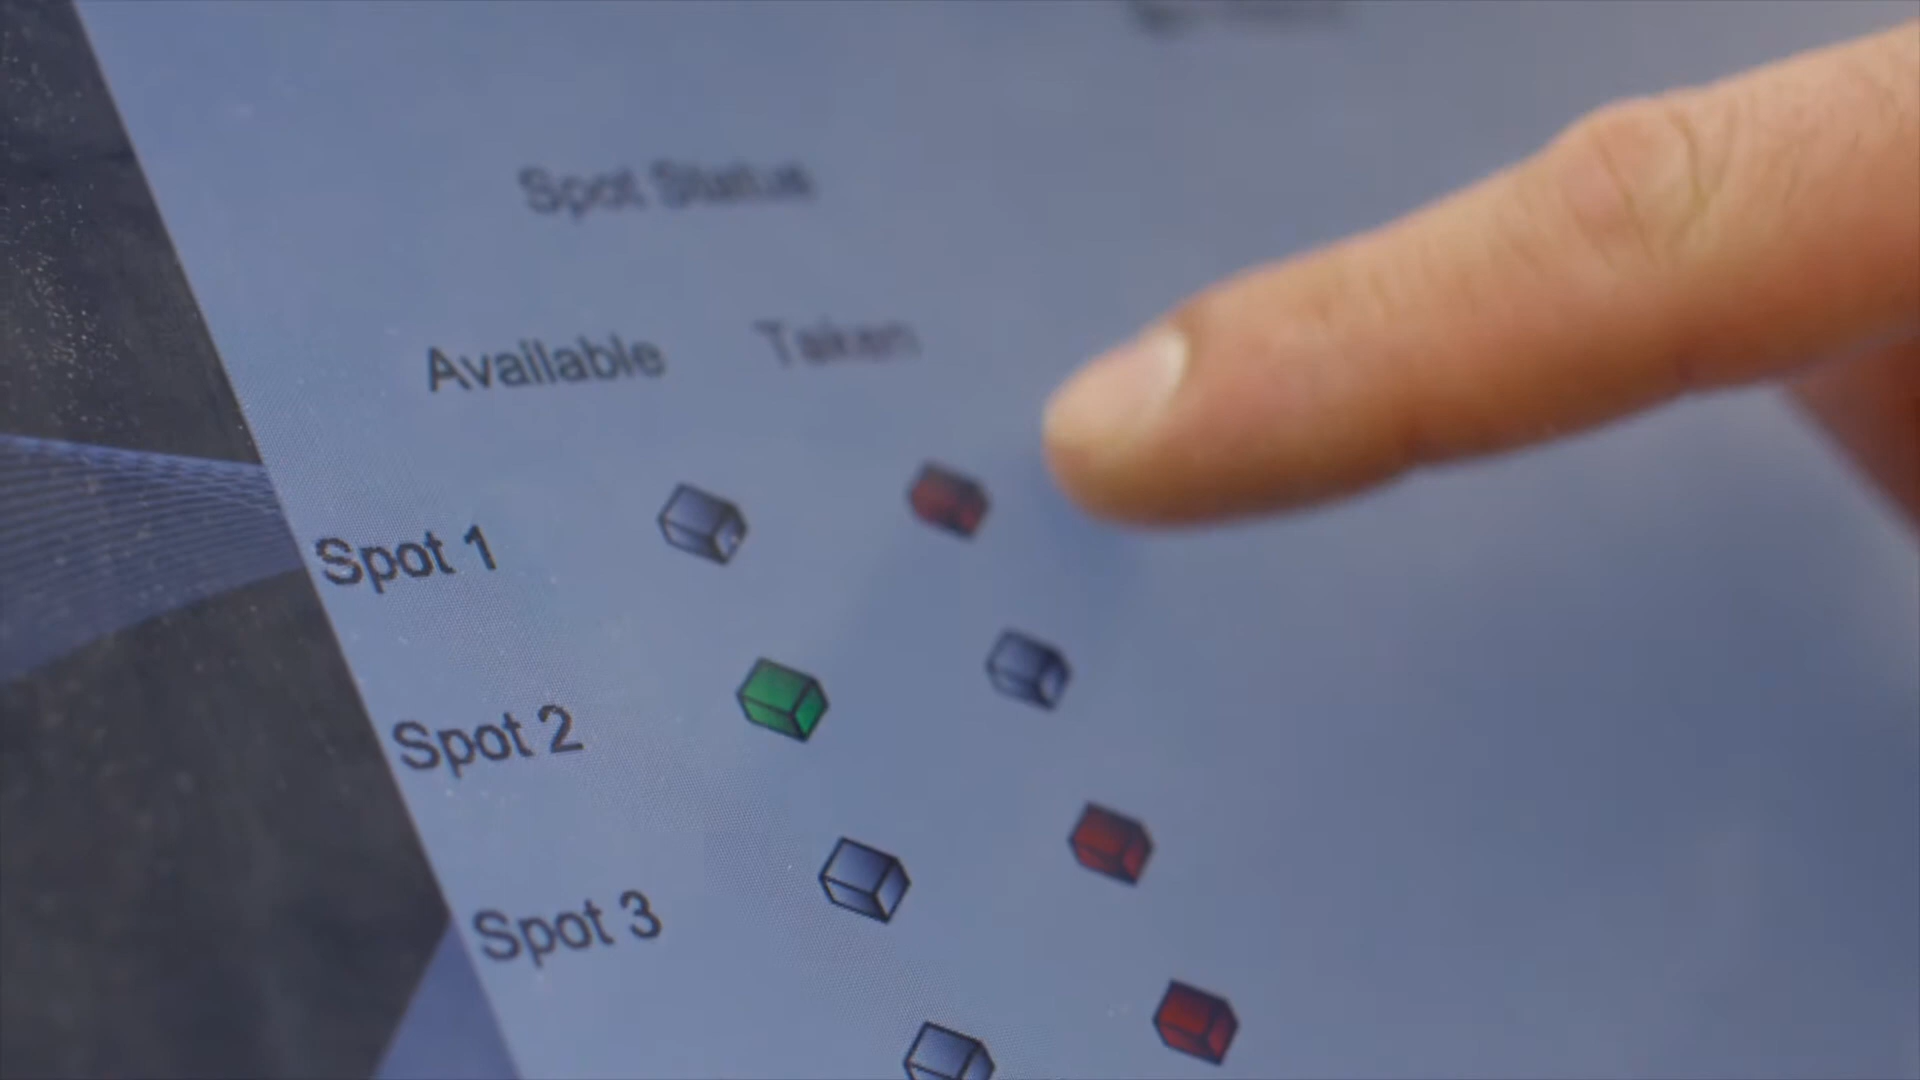 Spot Status
Available Taken
Spot 1
Spot 2
Spot 3